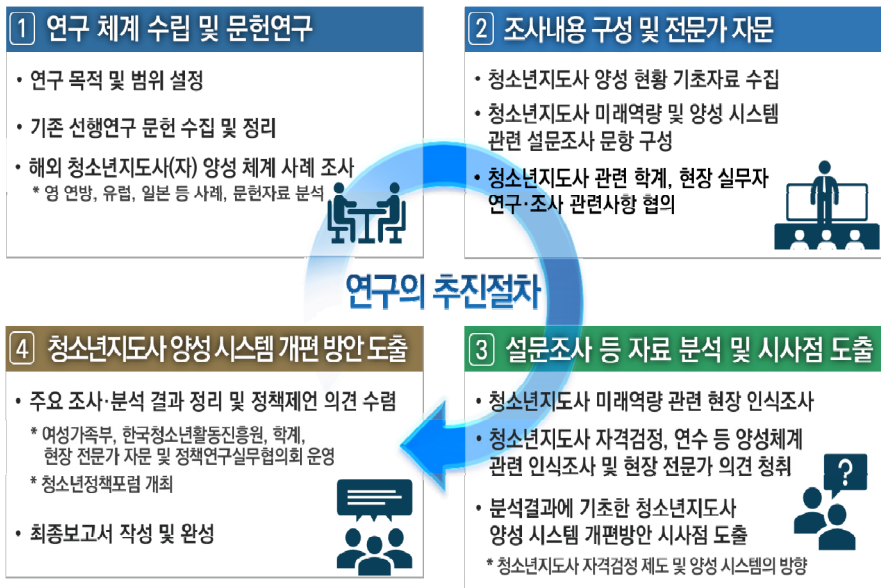 1 연구 체계 수립 및 문헌연구
• 연구 목적 및 범위 설정
• 기존 선행연구 문헌 수집 및 정리
• 해외 청소년지도사(자) 양성 체계 사례 조사
* 영 연방, 유럽, 일본 등 사례, 문헌자료 분석
2 조사내용 구성 및 전문가 자문
• 청소년지도사 양성 현황 기초자료 수집
• 청소년지도사 미래역량 및 양성 시스템
관련 설문조사 문항 구성
• 청소년지도사 관련 학계, 현장 실무자
연구·조사 관련사항 협의
연구의 추진절차
3 설문조사 등 자료 분석 및 시사점 도출
• 청소년지도사 미래역량 관련 현장 인식조사
• 청소년지도사 자격검정, 연수 등 양성체계
관련 인식조사 및 현장 전문가 의견 청취
• 분석결과에 기초한 청소년지도사
양성 시스템 개편방안 시사점 도출
* 청소년지도사 자격검정 제도 및 양성 시스템의 방향
?
4 청소년지도사 양성 시스템 개편 방안 도출
• 주요 조사·분석 결과 정리 및 정책제언 의견 수렴
* 여성가족부, 한국청소년활동진흥원, 학계,
현장 전문가 자문 및 정책연구실무협의회 운영
* 청소년정책포럼 개최
• 최종보고서 작성 및 완성